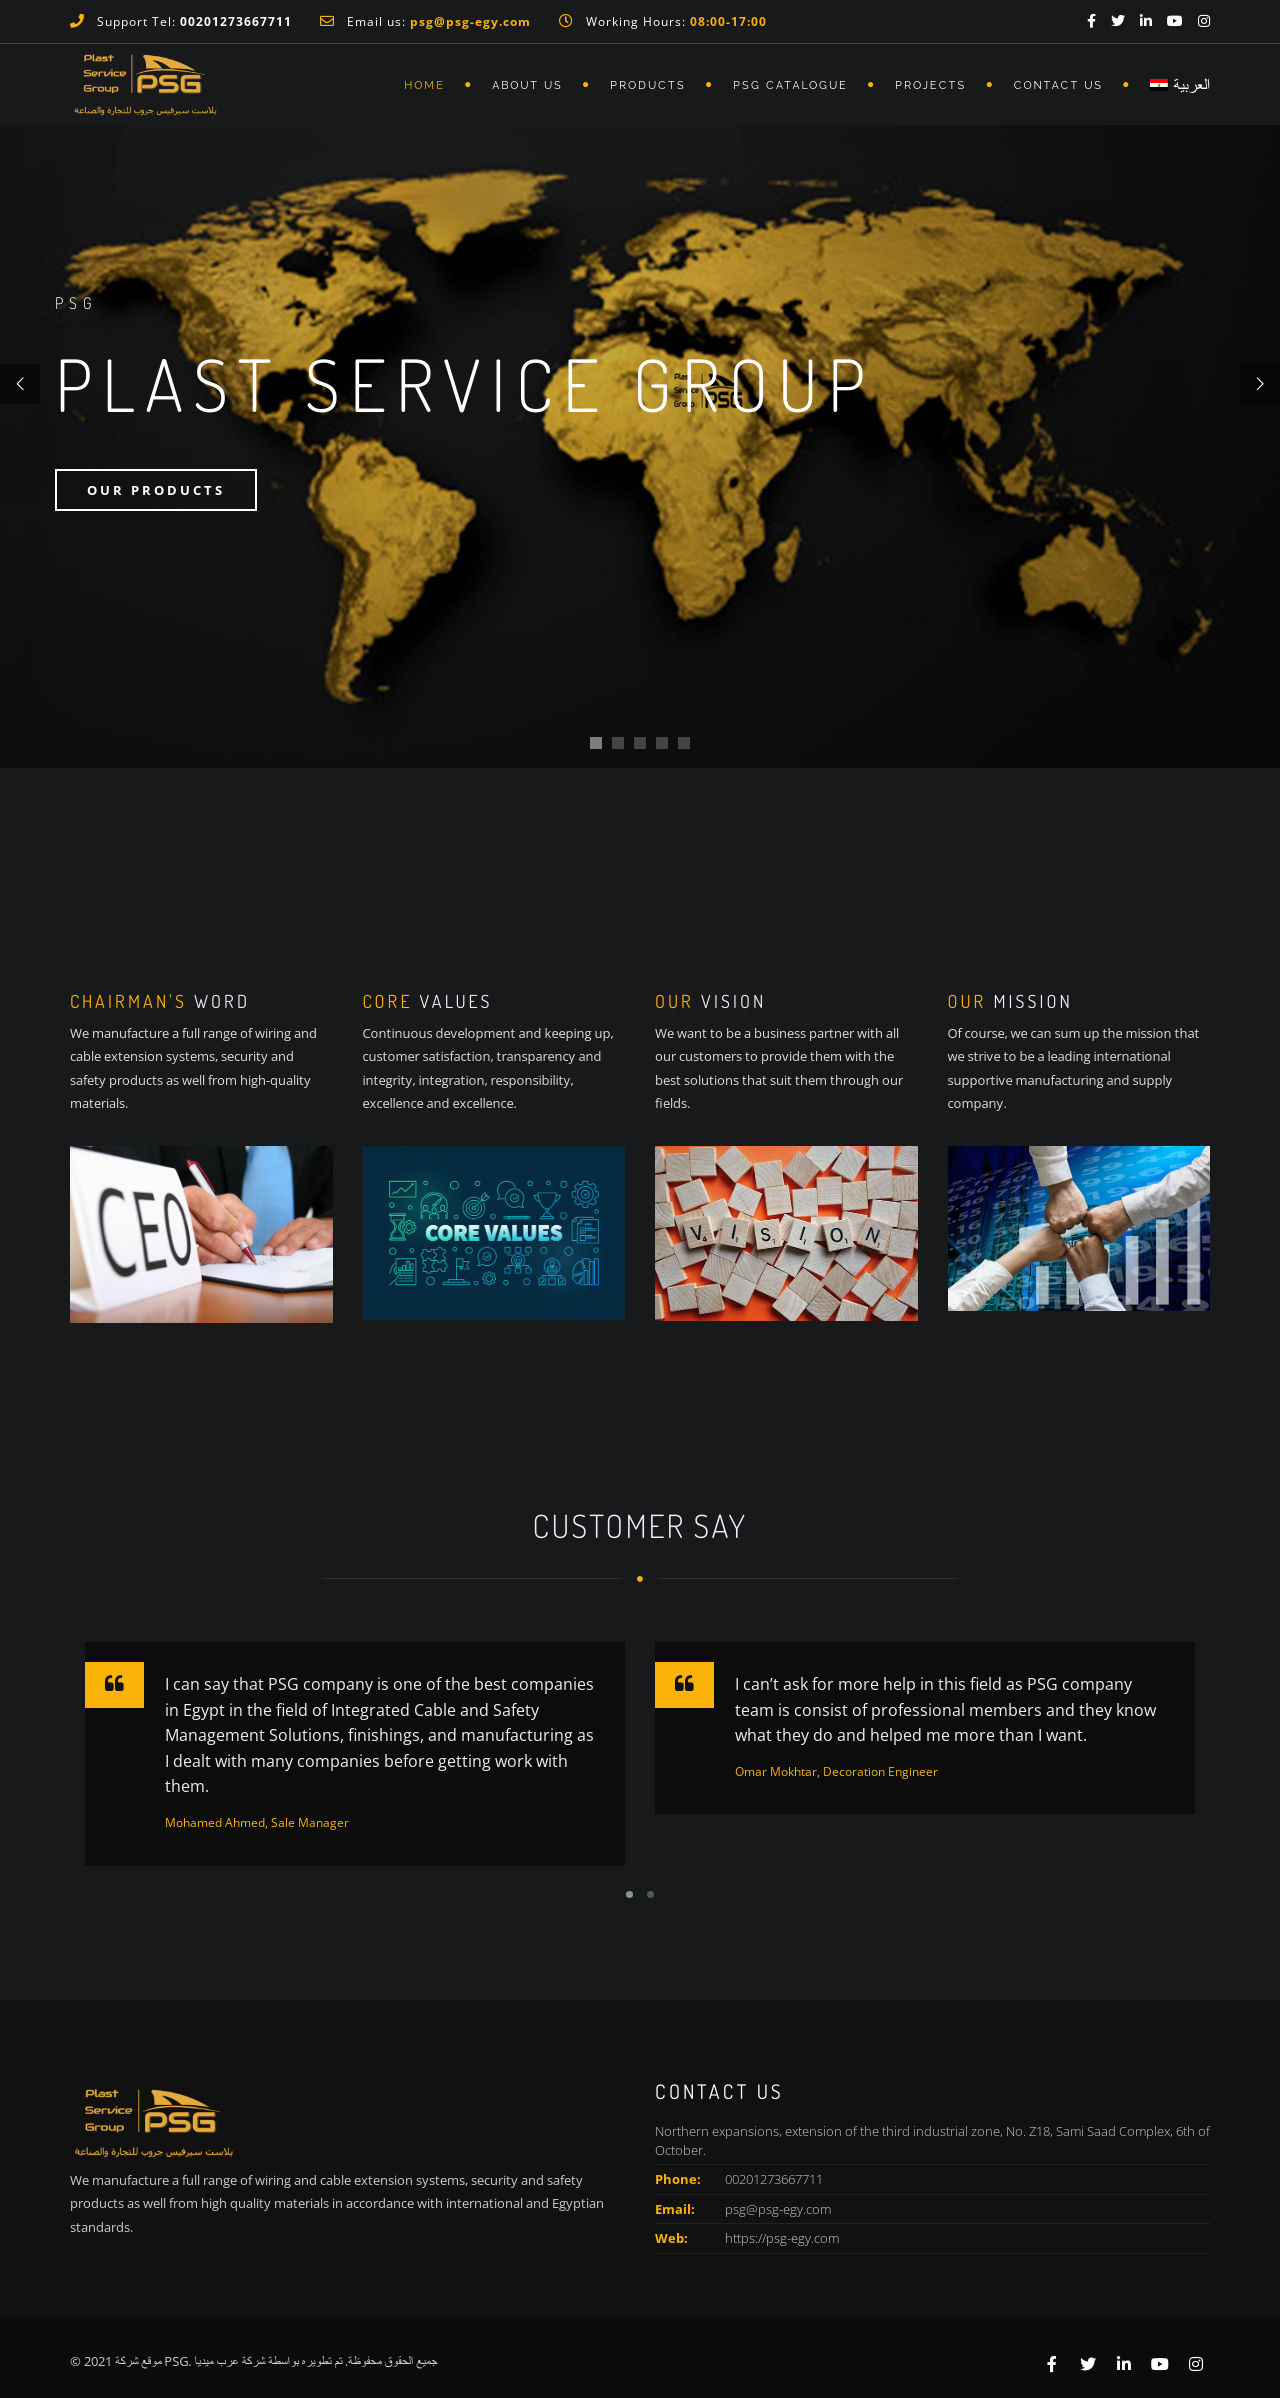 Support Tel: 00201273667711 Email us: psg@psg-egy.com Working Hours: 08:00-17:00
Plast
Service
Group
PSG
بلاست سيرفيس جروب للتجارة والصناعة
HOME ABOUT US PRODUCTS PSG CATALOGUE PROJECTS CONTACT US العربية
PSG
PLAST SERVICE GROUP
Plast
Service
Group
PSG
OUR PRODUCTS
CHAIRMAN'S WORD
We manufacture a full range of wiring and
cable extension systems, security and
safety products as well from high-quality
materials.
CEO
CORE VALUES
Continuous development and keeping up,
customer satisfaction, transparency and
integrity, integration, responsibility,
excellence and excellence.
CORE VALUES
OUR VISION
We want to be a business partner with all
our customers to provide them with the
best solutions that suit them through our
fields.
VISION
OUR MISSION
Of course, we can sum up the mission that
we strive to be a leading international
supportive manufacturing and supply
company.
CUSTOMER SAY
I can say that PSG company is one of the best companies
in Egypt in the field of Integrated Cable and Safety
Management Solutions, finishings, and manufacturing as
I dealt with many companies before getting work with
them.
Mohamed Ahmed, Sale Manager
I can’t ask for more help in this field as PSG company
team is consist of professional members and they know
what they do and helped me more than I want.
Omar Mokhtar, Decoration Engineer
Plast
Service
Group
PSG
بلاست سيرفيس جروب للتجارة والصناعة
We manufacture a full range of wiring and cable extension systems, security and safety
products as well from high quality materials in accordance with international and Egyptian
standards.
CONTACT US
Northern expansions, extension of the third industrial zone, No. Z18, Sami Saad Complex, 6th of
October.
Phone: 00201273667711
Email: psg@psg-egy.com
Web: https://psg-egy.com
© 2021 موقع شركة PSG. جميع الحقوق محفوظة. تم تطويره بواسطة شركة عرب ميديا